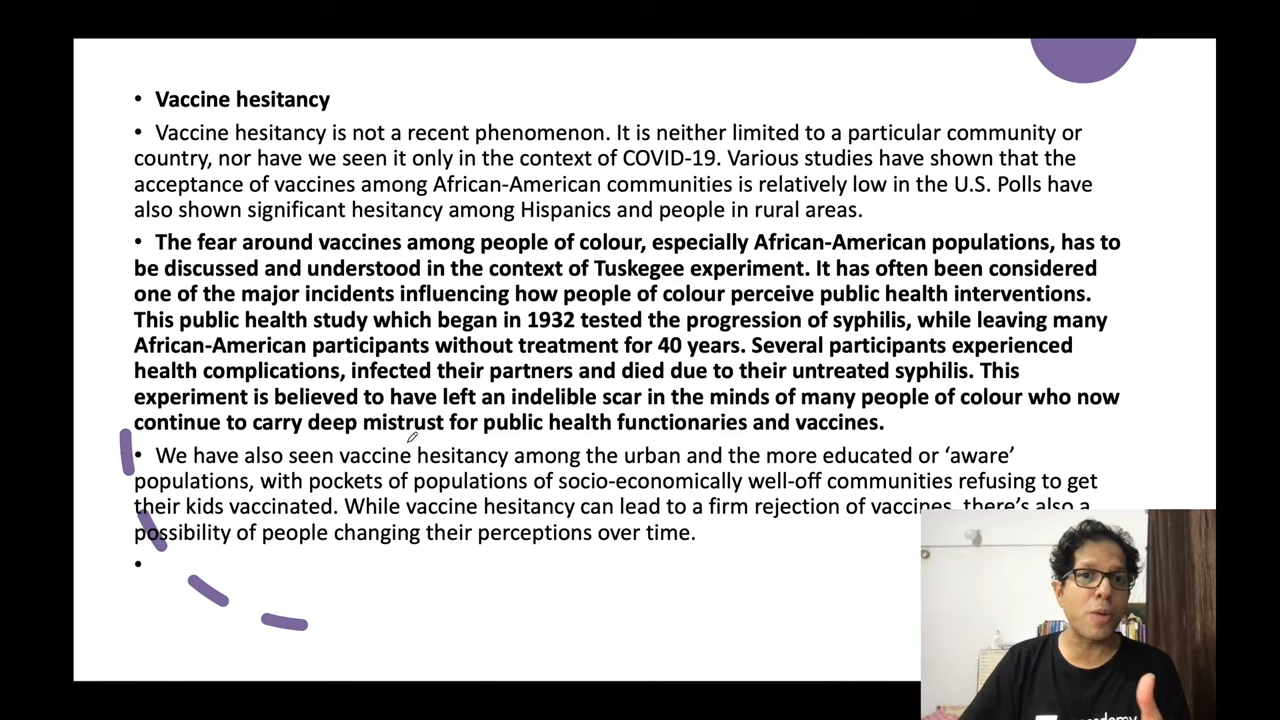 • Vaccine hesitancy
• Vaccine hesitancy is not a recent phenomenon. It is neither limited to a particular community or
country, nor have we seen it only in the context of COVID-19. Various studies have shown that the
acceptance of vaccines among African-American communities is relatively low in the U.S. Polls have
also shown significant hesitancy among Hispanics and people in rural areas.
• The fear around vaccines among people of colour, especially African-American populations, has to
be discussed and understood in the context of Tuskegee experiment. It has often been considered
one of the major incidents influencing how people of colour perceive public health interventions.
This public health study which began in 1932 tested the progression of syphilis, while leaving many
African-American participants without treatment for 40 years. Several participants experienced
health complications, infected their partners and died due to their untreated syphilis. This
experiment is believed to have left an indelible scar in the minds of many people of colour who now
continue to carry deep mistrust for public health functionaries and vaccines.
• We have also seen vaccine hesitancy among the urban and the more educated or ‘aware’
populations, with pockets of populations of socio-economically well-off communities refusing to get
their kids vaccinated. While vaccine hesitancy can lead to a firm rejection of vaccines, there’s also a
possibility of people changing their perceptions over time.
•